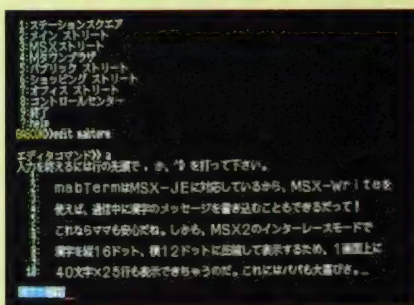 1:ステーションスクエア
2:メイン ストリート
3:MSXストリート
4:MSワンプラザ
5:パブリック ストリート
6:ショッピング ストリート
7:オフィス ストリート
8:コントロールセンター
9:終了
?:help
edit mabterm
エディタコマンド>> a
入力を終えるには行の先頭で . か、^D を打って下さい。
mabTermはMSX-JEに対応しているから、MSX-Writeを
使えば、通信中に漢字のメッセージを書き込むこともできるだって！
これならママも安心だね。しかも、MSX2のインターレースモードで
漢字を縦16ドット、横12ドットに圧縮して表示するため、1画面上に
40文字×25行も表示できちゃうのだ。これにはパパも大喜びさ。